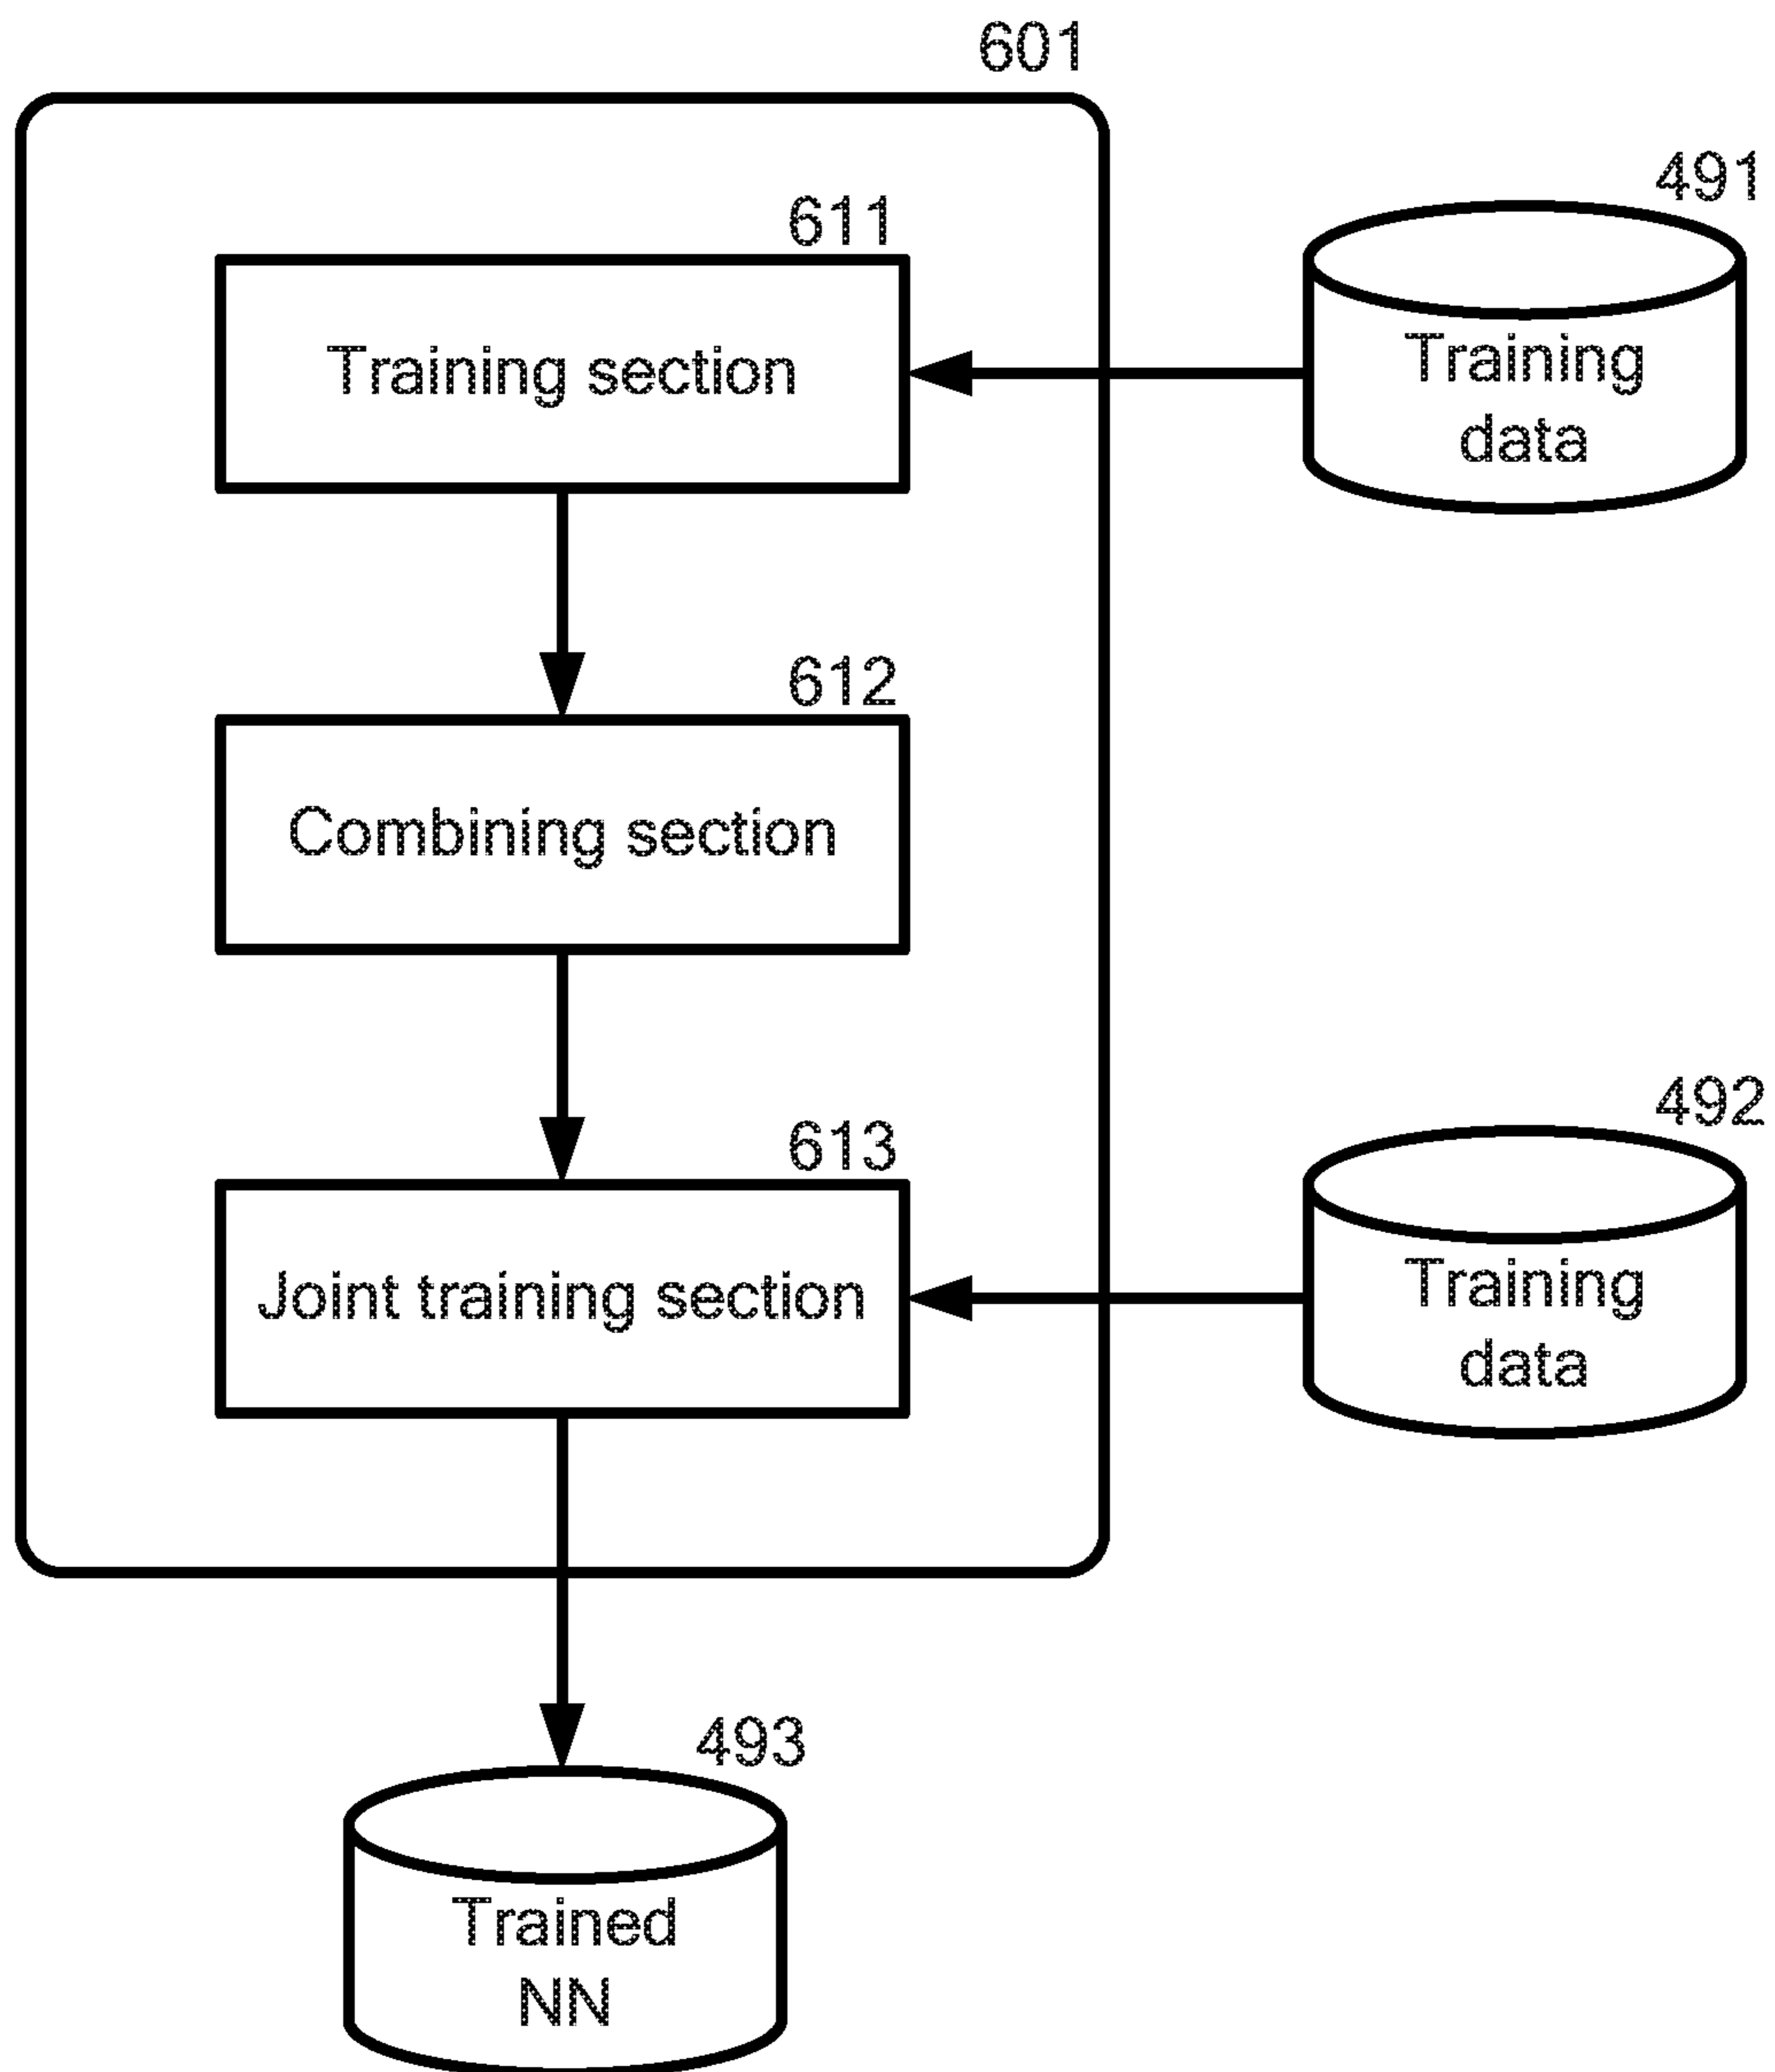 601
491
611
Training section
Training
data
612
Combining section
492
613
Joint training section
Training
data
493
Trained
NN